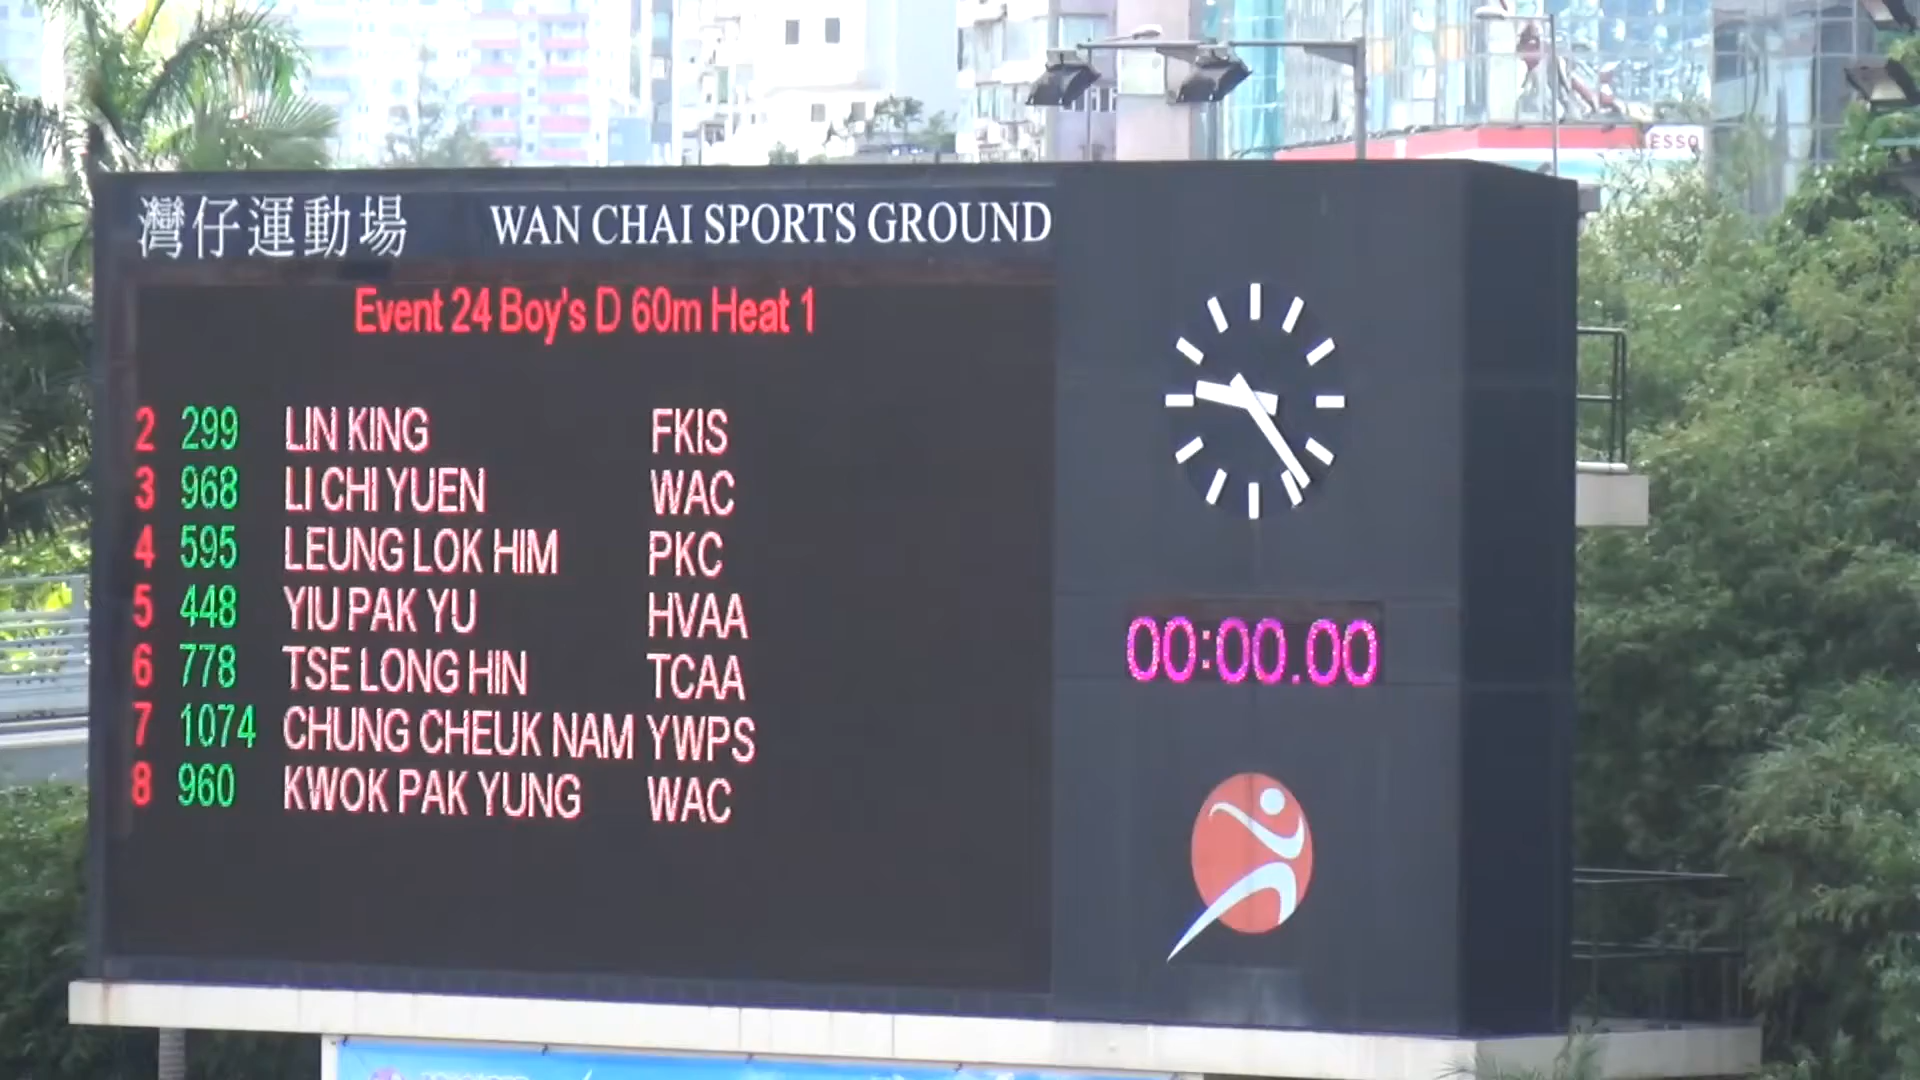 ESSO
灣仔運動場 WAN CHAI SPORTS GROUND
Event 24 Boy's D 60m Heat 1
2 299 LIN KING FKIS
3 968 LI CHI YUEN WAC
4 595 LEUNG LOK HIM PKC
5 448 YIU PAK YU HVAA
6 778 TSE LONG HIN TCAA
7 1074 CHUNG CHEUK NAM YWPS
8 960 KWOK PAK YUNG WAC
00:00.00